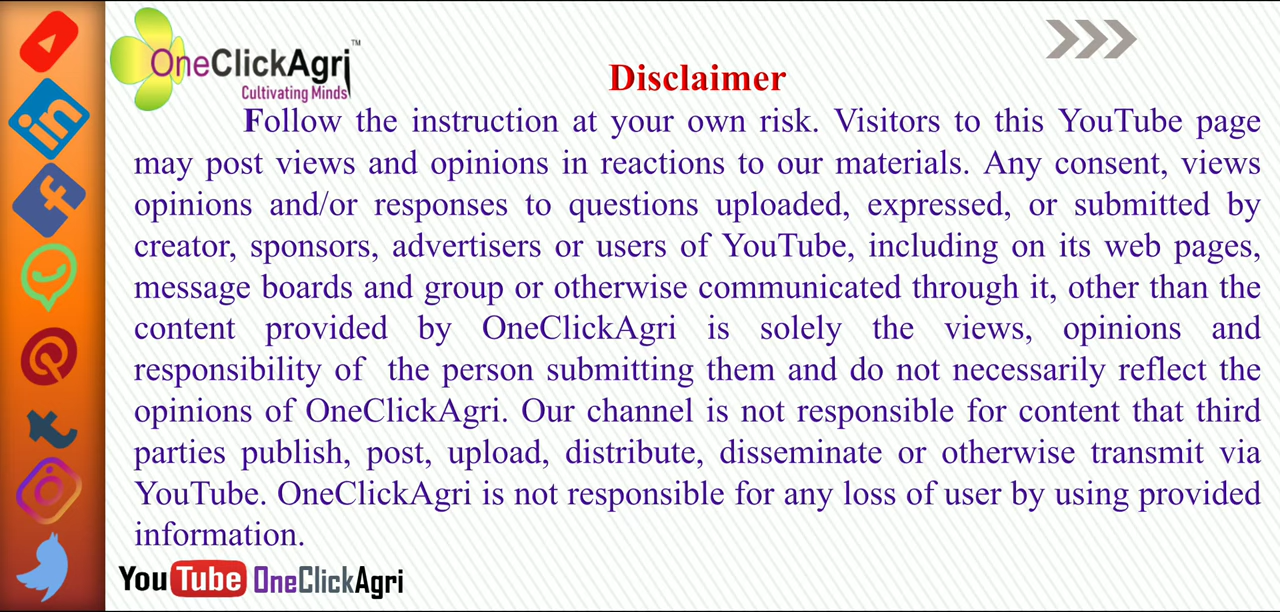 OneClickAgri™
Cultivating Minds
Disclaimer
Follow the instruction at your own risk. Visitors to this YouTube page
may post views and opinions in reactions to our materials. Any consent, views
opinions and/or responses to questions uploaded, expressed, or submitted by
creator, sponsors, advertisers or users of YouTube, including on its web pages,
message boards and group or otherwise communicated through it, other than the
content provided by OneClickAgri is solely the views, opinions and
responsibility of the person submitting them and do not necessarily reflect the
opinions of OneClickAgri. Our channel is not responsible for content that third
parties publish, post, upload, distribute, disseminate or otherwise transmit via
YouTube. OneClickAgri is not responsible for any loss of user by using provided
information.
YouTube OneClickAgri